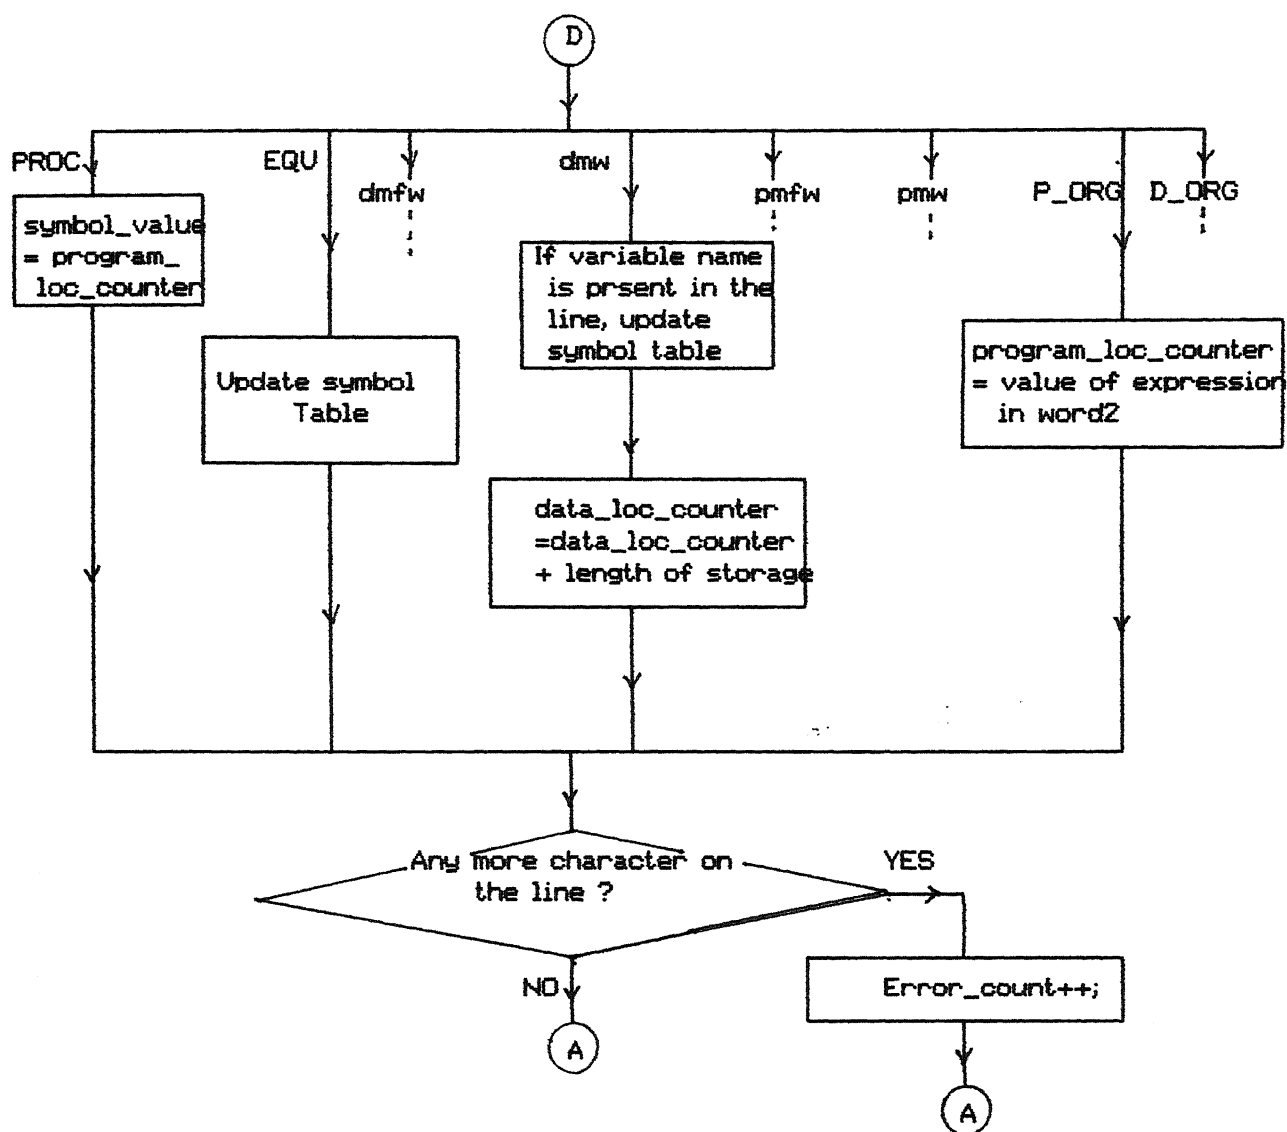 D
PROC
EQU
dmfw
dmw
pmfw
pmw
P_ORG
D_ORG
symbol_value
= program_
loc_counter
If variable name
is prsent in the
line, update
symbol table
Update symbol
Table
program_loc_counter
= value of expression
in word2
data_loc_counter
=data_loc_counter
+ length of storage
Any more character on
the line ?
YES
NO
Error_count++;
A
A